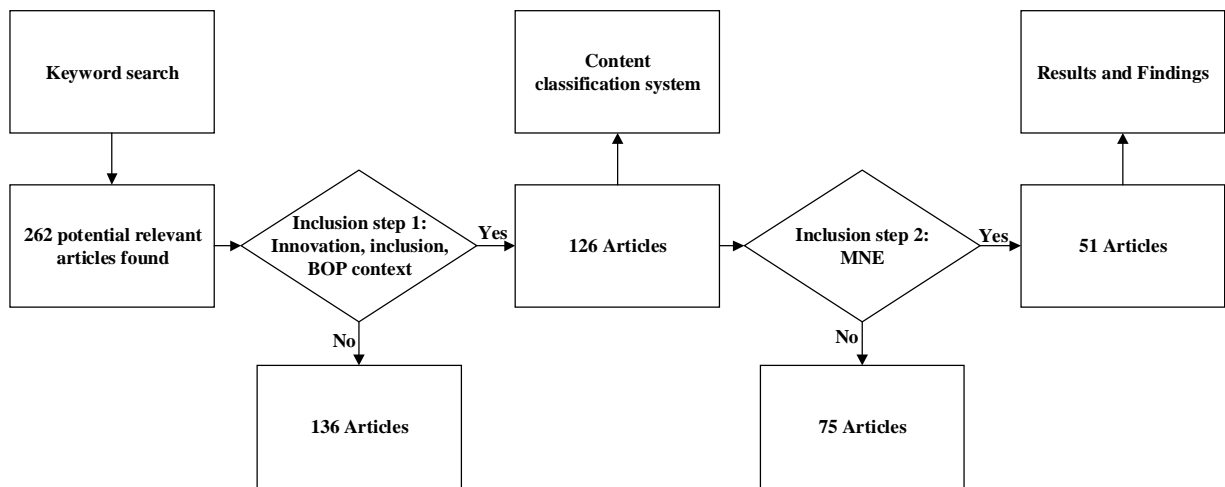 Keyword search
Content
classification system
Results and Findings
262 potential relevant
articles found
Inclusion step 1:
Innovation, inclusion,
BOP context
Yes
126 Articles
Inclusion step 2:
MNE
Yes
51 Articles
No
No
136 Articles
75 Articles